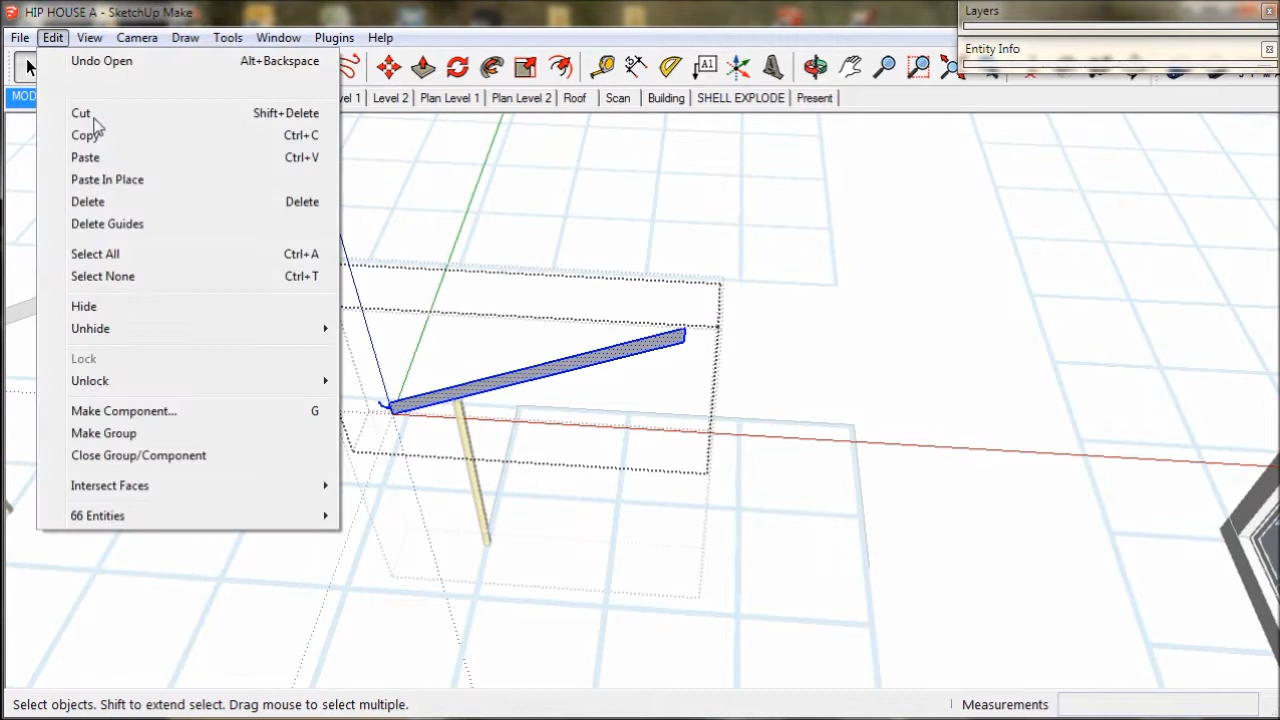 HIP HOUSE A - SketchUp Make
Layers
File Edit View Camera Draw Tools Window Plugins Help
Entity Info
A1
MOD
vel 1 Level 2 Plan Level 1 Plan Level 2 Roof Scan Building SHELL EXPLODE Present
Undo Open Alt+Backspace
Cut Shift+Delete
Copy Ctrl+C
Paste Ctrl+V
Paste In Place
Delete Delete
Delete Guides
Select All Ctrl+A
Select None Ctrl+T
Hide
Unhide
Lock
Unlock
Make Component... G
Make Group
Close Group/Component
Intersect Faces
66 Entities
Select objects. Shift to extend select. Drag mouse to select multiple.
Measurements